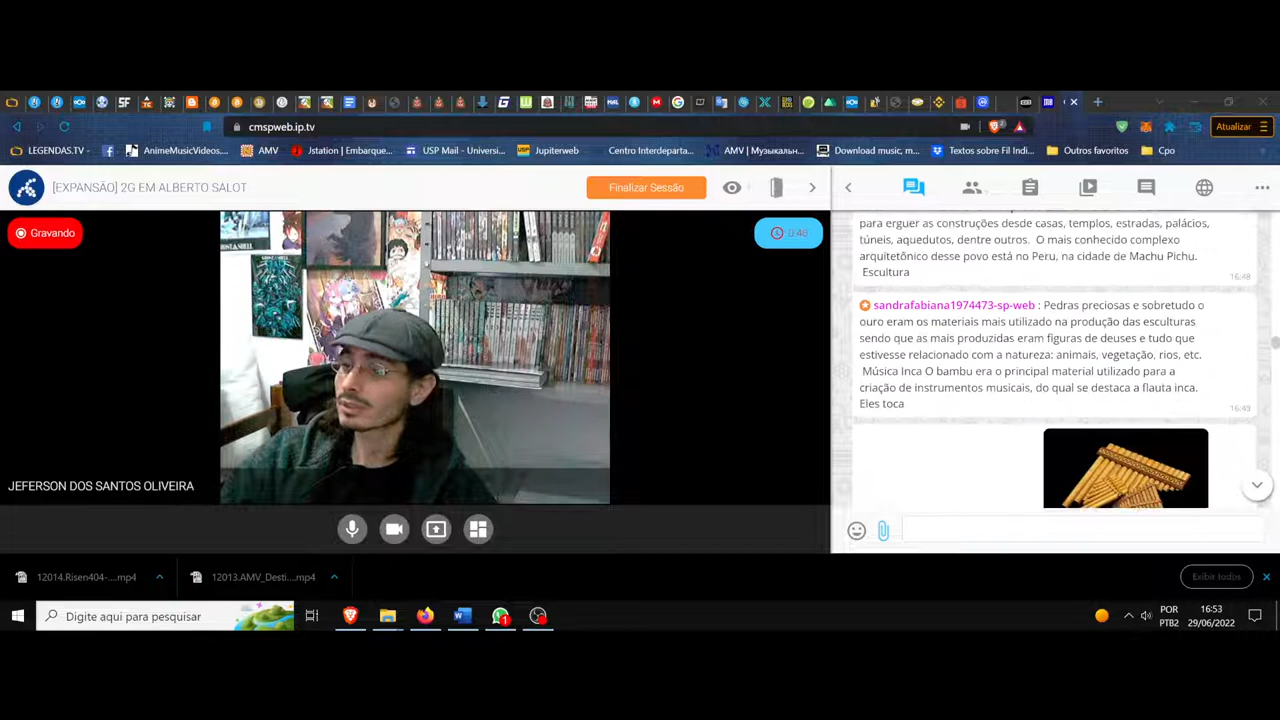 cmspweb.ip.tv
Atualizar
LEGENDAS.TV -
AnimeMusicVideos...
AMV
Jstation | Embarque...
USP Mail - Universi...
Jupiterweb
Centro Interdeparta...
AMV | Музыкальн...
Download music, m...
Textos sobre Fil Indi...
Outros favoritos
Cpo
[EXPANSÃO] 2G EM ALBERTO SALOT
Finalizar Sessão
Gravando
0:46
JEFERSON DOS SANTOS OLIVEIRA
para erguer as construções desde casas, templos, estradas, palácios,
túneis, aquedutos, dentre outros. O mais conhecido complexo
arquitetônico desse povo está no Peru, na cidade de Machu Pichu.
Escultura
16:48
sandrafabiana1974473-sp-web : Pedras preciosas e sobretudo o
ouro eram os materiais mais utilizado na produção das esculturas
sendo que as mais produzidas eram figuras de deuses e tudo que
estivesse relacionado com a natureza: animais, vegetação, rios, etc.
Música Inca O bambu era o principal material utilizado para a
criação de instrumentos musicais, do qual se destaca a flauta inca.
Eles toca
16:49
12014.Risen404-....mp4
12013.AMV_Desti....mp4
Exibir todos
Digite aqui para pesquisar
POR
PTB2
16:53
29/06/2022